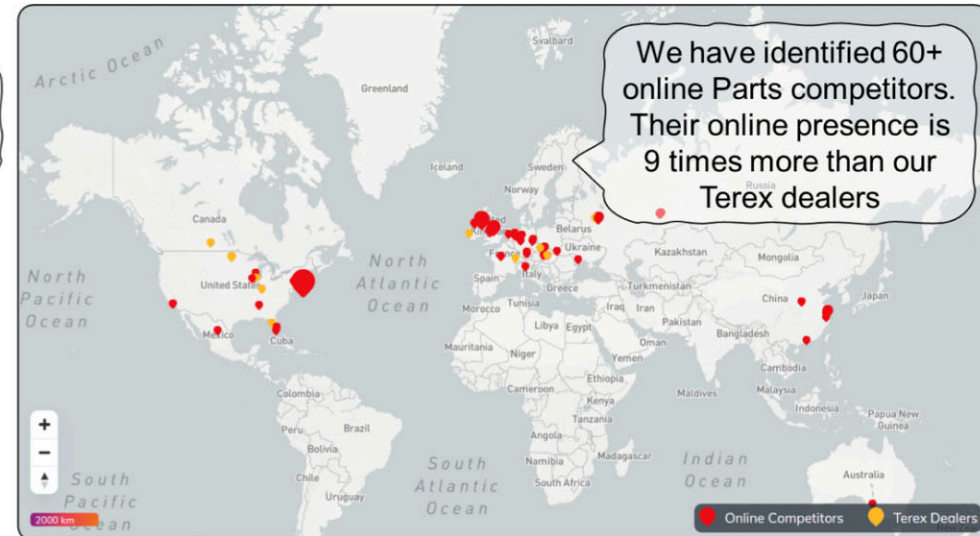 We have identified 60+
online Parts competitors.
Their online presence is
9 times more than our
Terex dealers
Arctic Ocean
Svalbard
Greenland
Iceland
Sweden
Norway
Russia
Canada
Belarus
Ukraine
Kazakhstan
Mongolia
North
Pacific
Ocean
United States
North
Atlantic
Ocean
Spain
Italy
Greece
Turkmenistan
China
Japan
Morocco
Tunisia
Iraq
Iran
Pakistan
Mexico
Cuba
Libya
Egypt
Bangladesh
Mauritania
Niger
Oman
Yemen
Cambodia
Colombia
Cameroon
Ethiopia
Maldives
Malaysia
Kenya
Indonesia
Papua New
Guinea
Peru
Brazil
Tanzania
Bolivia
Angola
South
Atlantic
Ocean
Namibia
Madagascar
Indian
Ocean
Australia
Chile
South Africa
Uruguay
South
Pacific
Ocean
2000 km
Online Competitors
Terex Dealers